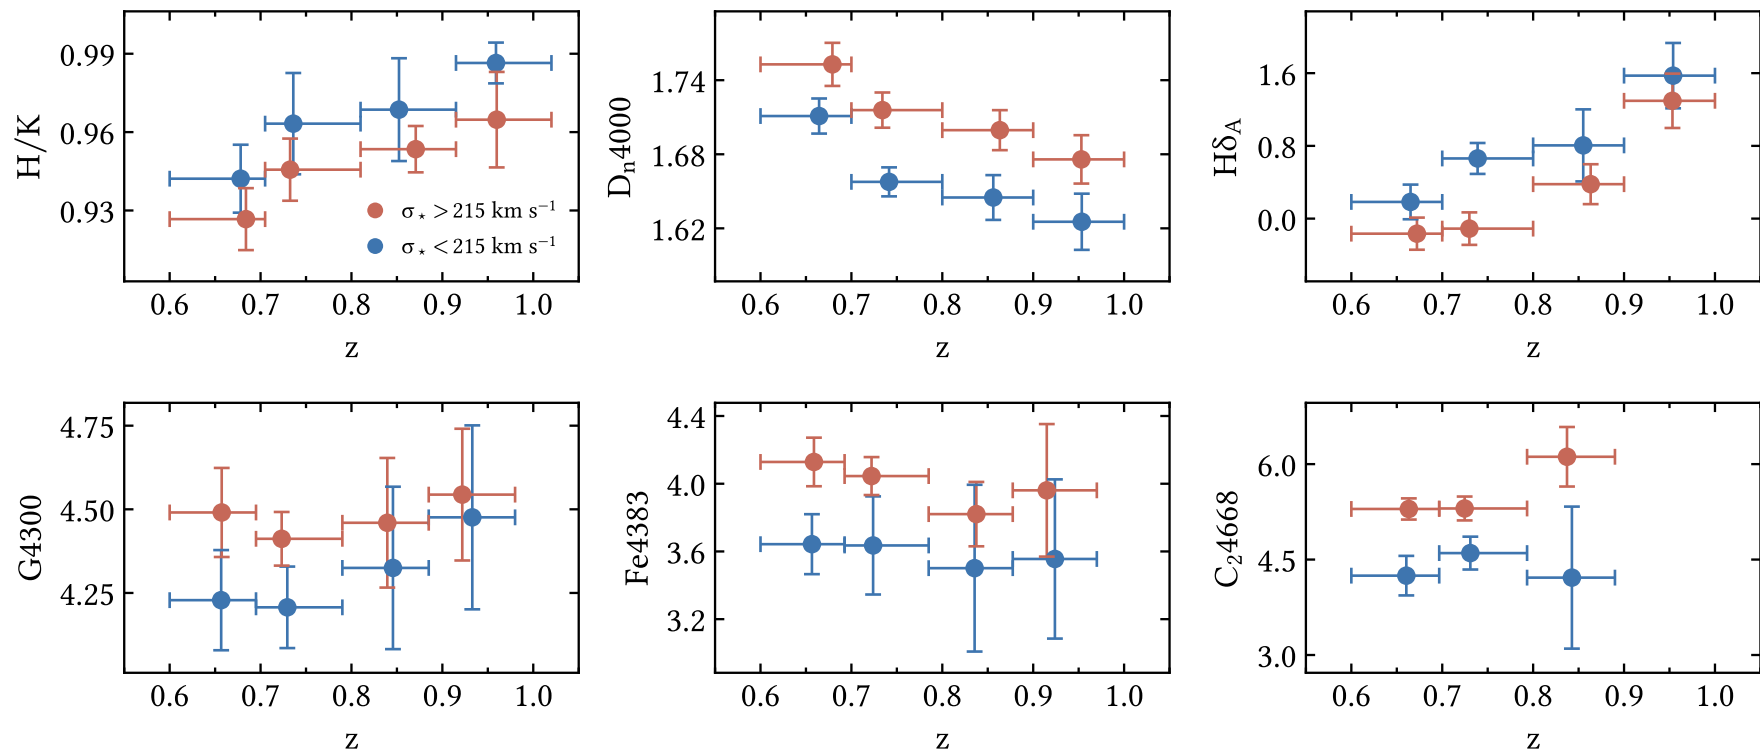 H/K
0.99
0.96
0.93
σ⋆ > 215 km s⁻¹
σ⋆ < 215 km s⁻¹
0.6 0.7 0.8 0.9 1.0
z
Dₙ4000
1.74
1.68
1.62
0.6 0.7 0.8 0.9 1.0
z
Hδ_A
1.6
0.8
0.0
0.6 0.7 0.8 0.9 1.0
z
G4300
4.75
4.50
4.25
0.6 0.7 0.8 0.9 1.0
z
Fe4383
4.4
4.0
3.6
3.2
0.6 0.7 0.8 0.9 1.0
z
C₂4668
6.0
4.5
3.0
0.6 0.7 0.8 0.9 1.0
z